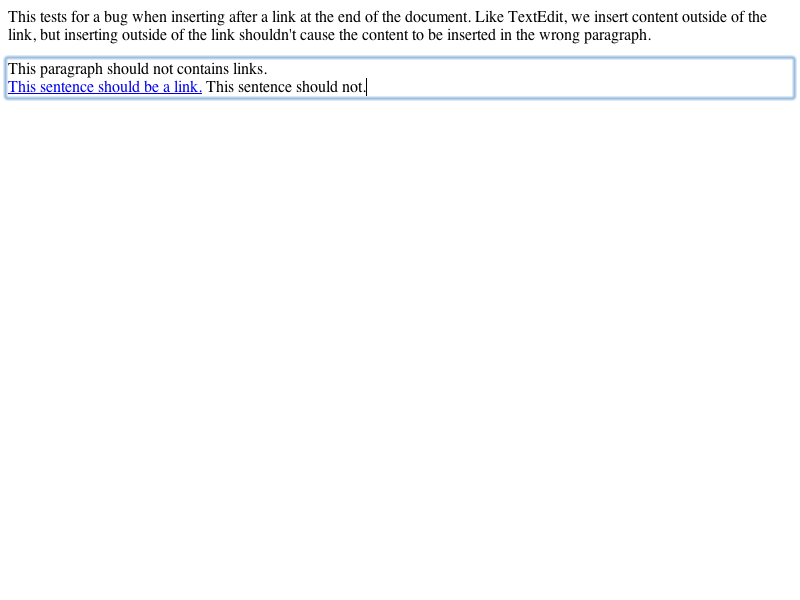 This tests for a bug when inserting after a link at the end of the document. Like TextEdit, we insert content outside of the
link, but inserting outside of the link shouldn't cause the content to be inserted in the wrong paragraph.
This paragraph should not contains links.
This sentence should be a link. This sentence should not.